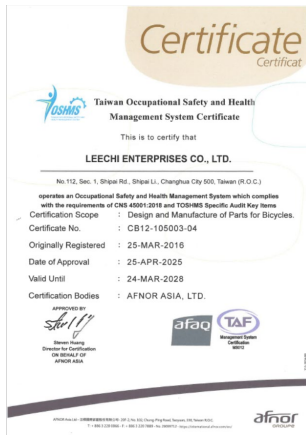 Certificate
Certificat
TOSHMS
Taiwan Occupational Safety and Health
Management System Certificate
This is to certify that
LEECHI ENTERPRISES CO., LTD.
No.112, Sec. 1, Shipai Rd., Shipai Li., Changhua City 500, Taiwan (R.O.C.)
operates an Occupational Safety and Health Management System which complies
with the requirements of CNS 45001:2018 and TOSHMS Specific Audit Key Items
Certification Scope : Design and Manufacture of Parts for Bicycles.
Certificate No. : CB12-105003-04
Originally Registered : 25-MAR-2016
Date of Approval : 25-APR-2025
Valid Until : 24-MAR-2028
Certification Bodies : AFNOR ASIA, LTD.
APPROVED BY
Steven Huang
Director for Certification
ON BEHALF OF
AFNOR ASIA
afaq
TAF
Management System
Certification
afnor
GROUPE